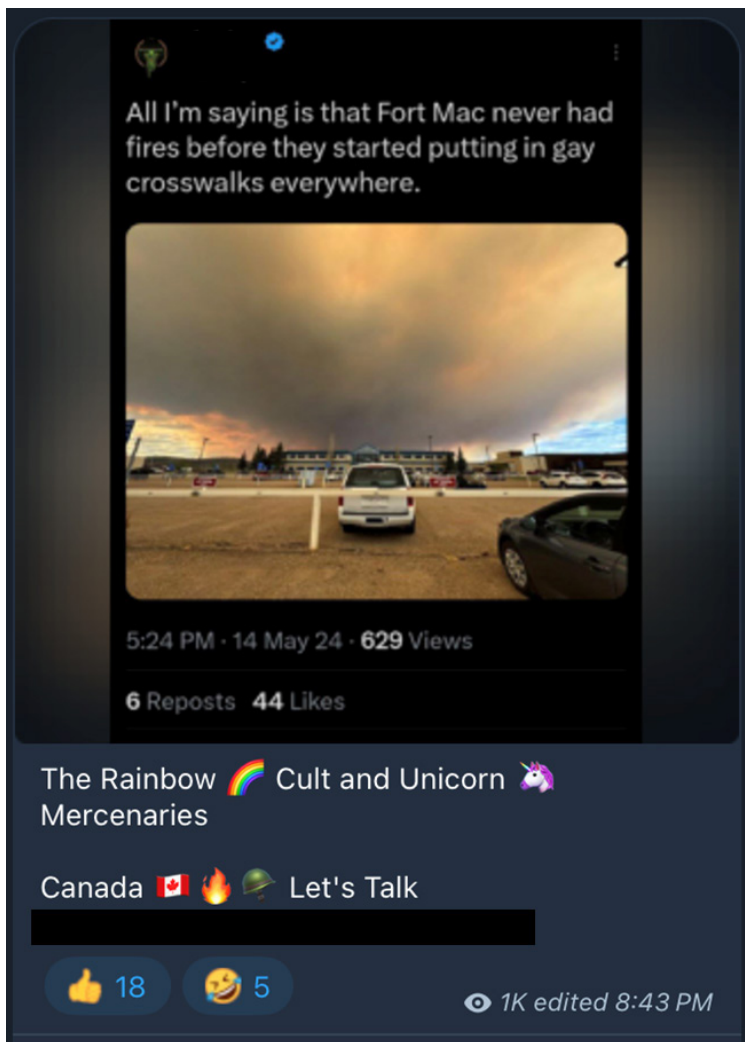 All I'm saying is that Fort Mac never had
fires before they started putting in gay
crosswalks everywhere.
5:24 PM · 14 May 24 · 629 Views
6 Reposts 44 Likes
The Rainbow 🌈 Cult and Unicorn 🦄
Mercenaries
Canada 🇨🇦 🔥 🪖 Let's Talk
👍 18 🤣 5
1K edited 8:43 PM